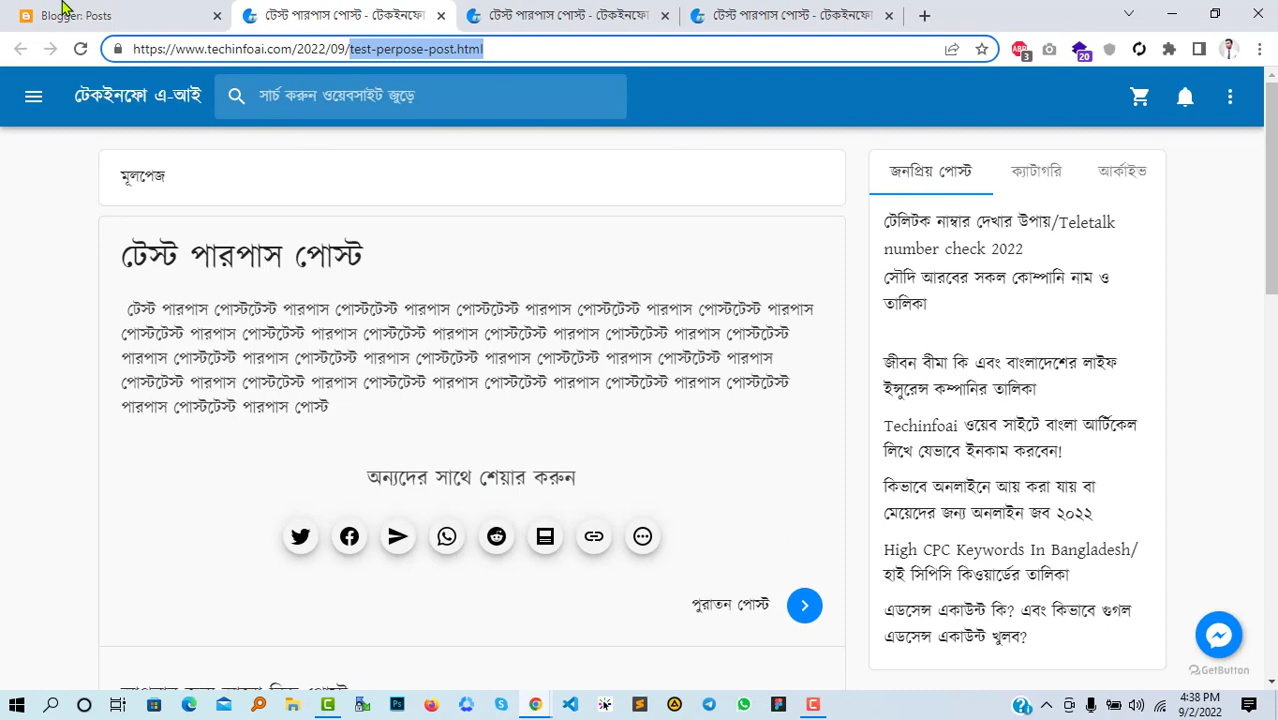 Blogger: Posts
টেস্ট পারপাস পোস্ট - টেকইনফো
টেস্ট পারপাস পোস্ট - টেকইনফো
টেস্ট পারপাস পোস্ট - টেকইনফো
https://www.techinfoai.com/2022/09/test-perpose-post.html
3
20
টেকইনফো এ-আই
সার্চ করুন ওয়েবসাইট জুড়ে
মূলপেজ
টেস্ট পারপাস পোস্ট
টেস্ট পারপাস পোস্টটেস্ট পারপাস পোস্টটেস্ট পারপাস পোস্টটেস্ট পারপাস পোস্টটেস্ট পারপাস পোস্টটেস্ট পারপাস
পোস্টটেস্ট পারপাস পোস্টটেস্ট পারপাস পোস্টটেস্ট পারপাস পোস্টটেস্ট পারপাস পোস্টটেস্ট
পারপাস পোস্টটেস্ট পারপাস পোস্টটেস্ট পারপাস পোস্টটেস্ট পারপাস পোস্টটেস্ট পারপাস
পোস্টটেস্ট পারপাস পোস্টটেস্ট পারপাস পোস্টটেস্ট পারপাস পোস্টটেস্ট পারপাস পোস্টটেস্ট
পারপাস পোস্টটেস্ট পারপাস পোস্ট
অন্যদের সাথে শেয়ার করুন
পুরাতন পোস্ট
জনপ্রিয় পোস্ট
ক্যাটাগরি
আর্কাইভ
টেলিটক নাম্বার দেখার উপায়/Teletalk
number check 2022
সৌদি আরবের সকল কোম্পানি নাম ও
তালিকা
জীবন বীমা কি এবং বাংলাদেশের লাইফ
ইন্সুরেন্স কম্পানির তালিকা
Techinfoai ওয়েব সাইটে বাংলা আর্টিকেল
লিখে যেভাবে ইনকাম করবেন!
কিভাবে অনলাইনে আয় করা যায় বা
মেয়েদের জন্য অনলাইন জব ২০২২
High CPC Keywords In Bangladesh/
হাই সিপিসি কিওয়ার্ডের তালিকা
এডসেন্স একাউন্ট কি? এবং কিভাবে গুগল
এডসেন্স একাউন্ট খুলব?
GetButton
4:38 PM
9/2/2022